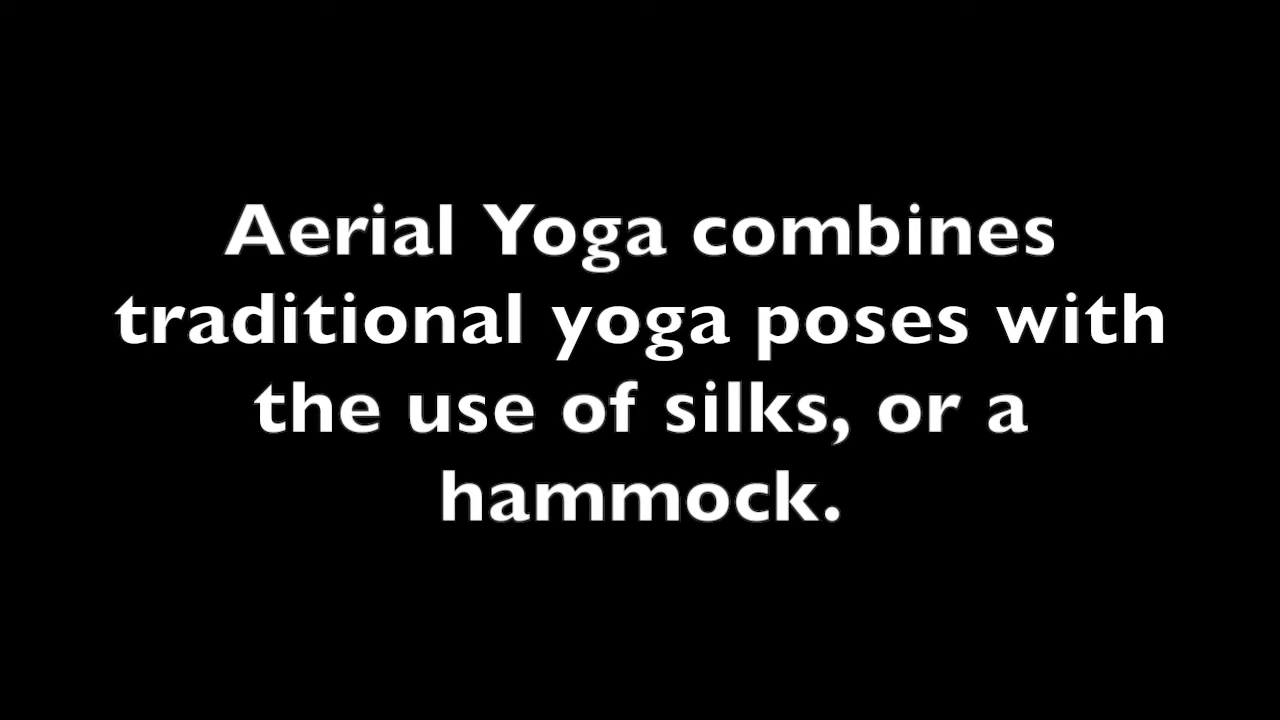 Aerial Yoga combines
traditional yoga poses with
the use of silks, or a
hammock.